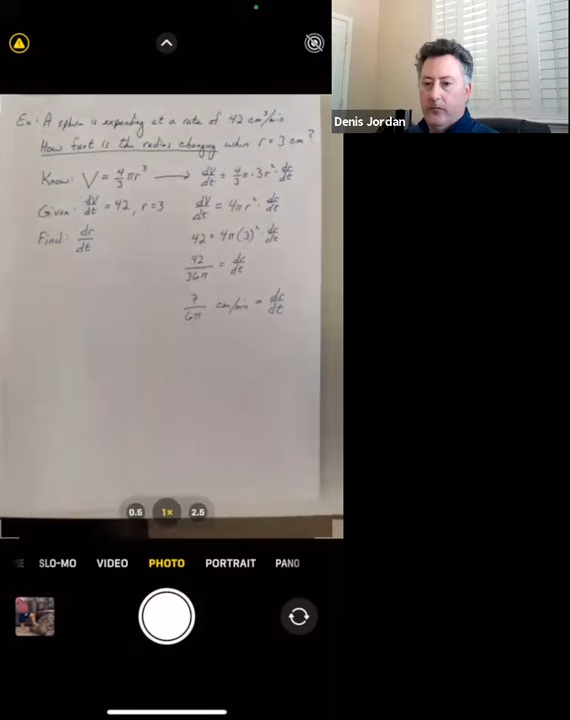 Ex: A sphere is expanding at a rate of 42 cm³/min.
How fast is the radius changing when r = 3 cm?
Know: V = 4/3 πr³ → dV/dt = 4/3 π·3r²·dr/dt
Given: dV/dt = 42, r=3
dV/dt = 4πr²·dr/dt
Find: dr/dt
42 = 4π(3)²·dr/dt
42/36π = dr/dt
7/6π cm/min = dr/dt
Denis Jordan
0.5 1× 2.5
SLO-MO VIDEO PHOTO PORTRAIT PANO